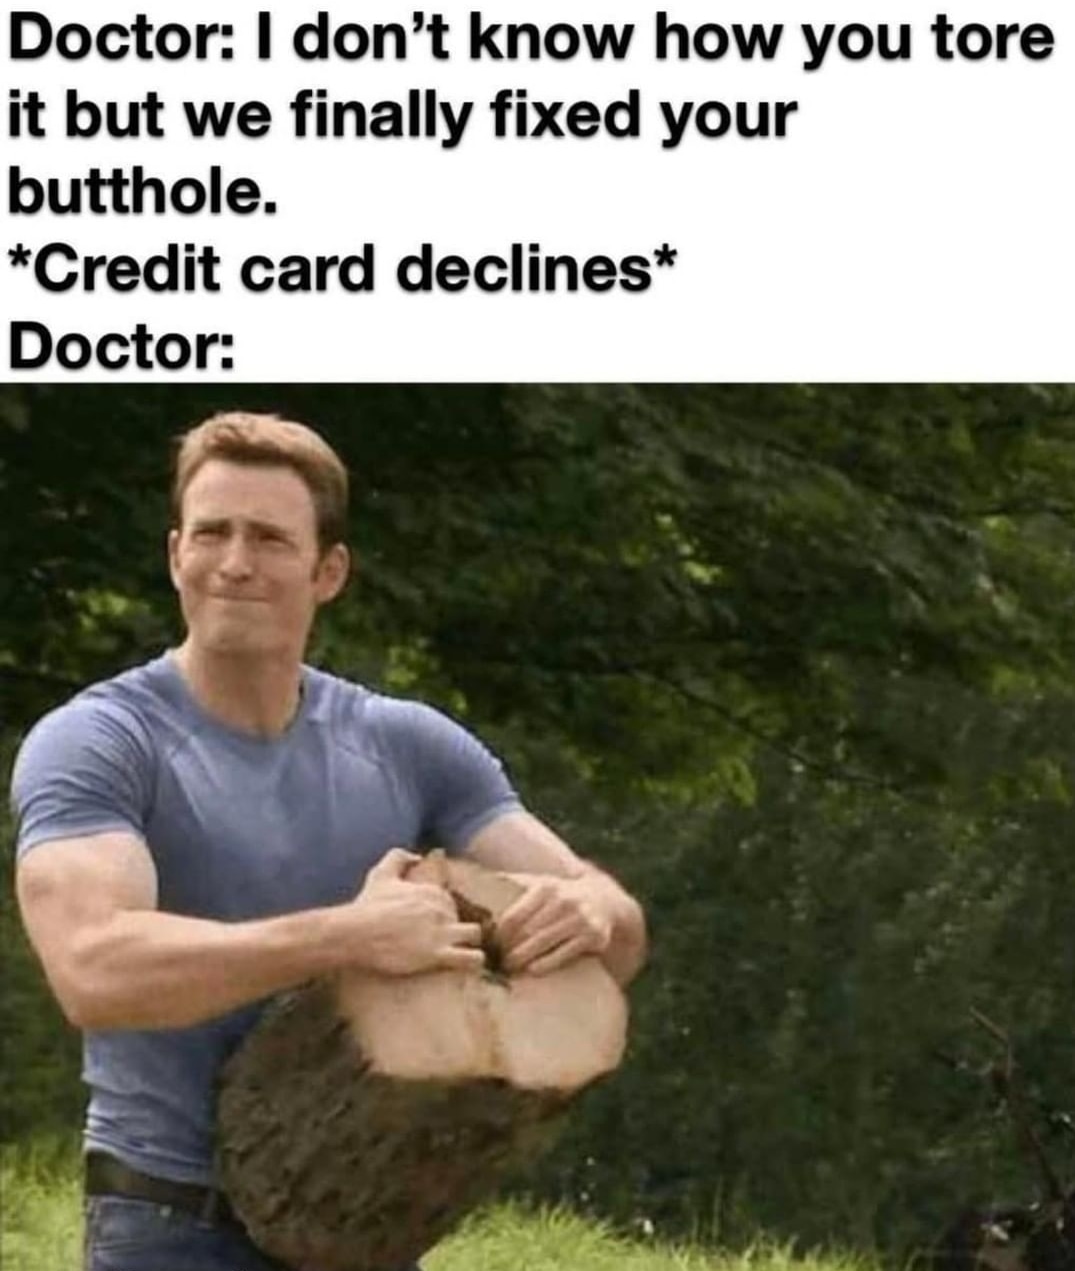 Doctor: I don’t know how you tore
it but we finally fixed your
butthole.
*Credit card declines*
Doctor: